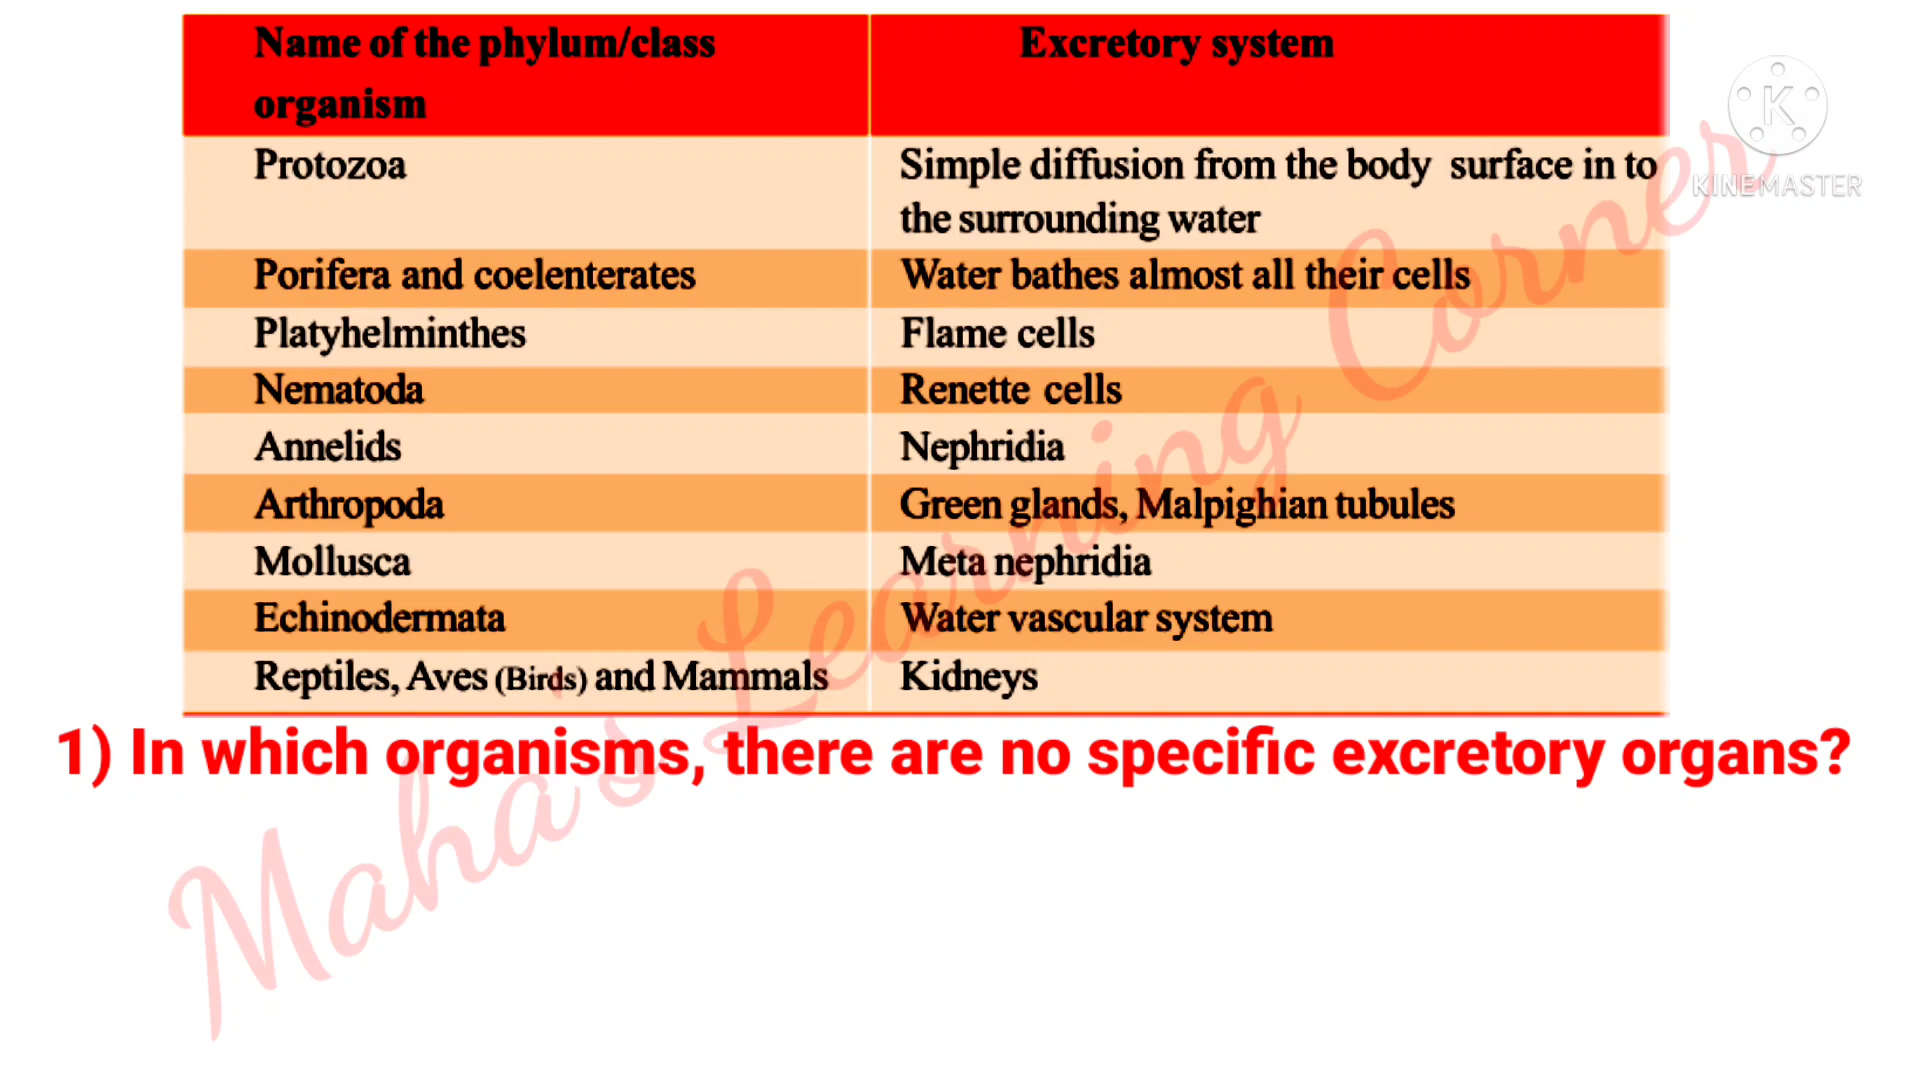 Name of the phylum/class organism
Excretory system
Protozoa
Simple diffusion from the body surface in to
the surrounding water
Porifera and coelenterates
Water bathes almost all their cells
Platyhelminthes
Flame cells
Nematoda
Renette cells
Annelids
Nephridia
Arthropoda
Green glands, Malpighian tubules
Mollusca
Meta nephridia
Echinodermata
Water vascular system
Reptiles, Aves (Birds) and Mammals
Kidneys
1) In which organisms, there are no specific excretory organs?
Maha's Learning Corner
K
KINEMASTER